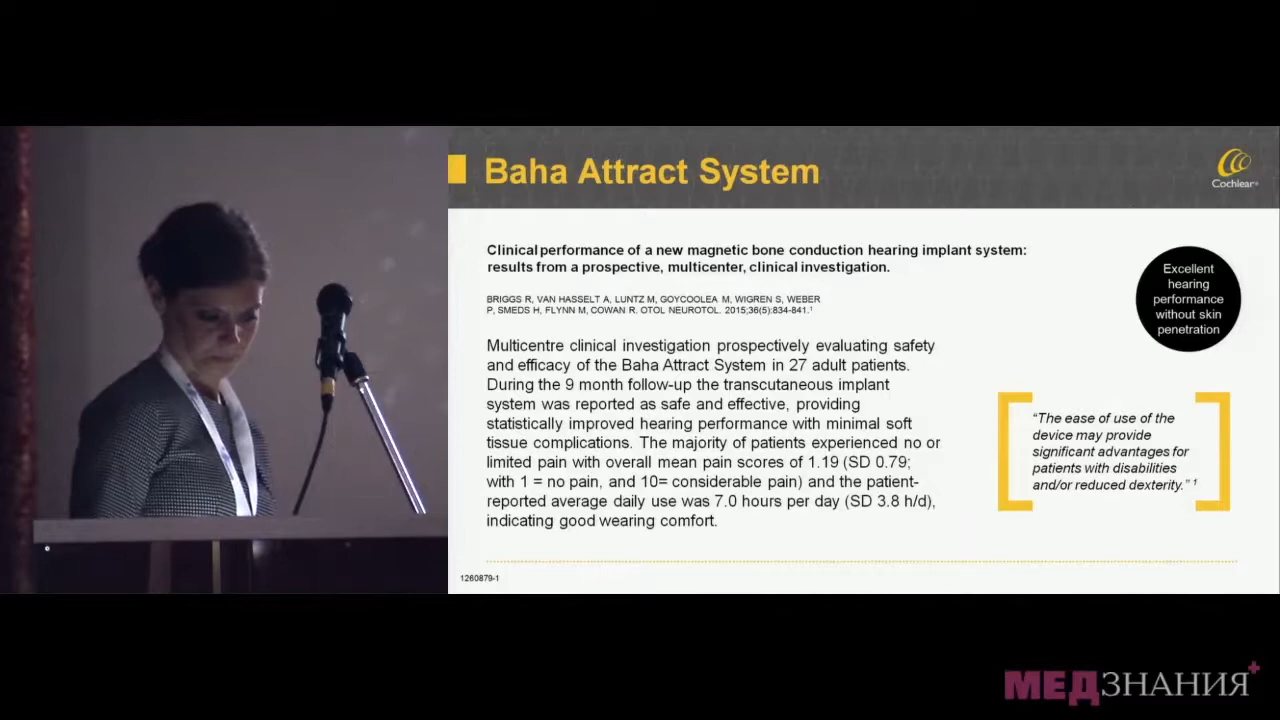 Baha Attract System
Cochlear®
Clinical performance of a new magnetic bone conduction hearing implant system:
results from a prospective, multicenter, clinical investigation.
BRIGGS R, VAN HASSELT A, LUNTZ M, GOYCOOLEA M, WIGREN S, WEBER
P, SMEDS H, FLYNN M, COWAN R. OTOL NEUROTOL. 2015;36(5):834-841.¹
Excellent
hearing
performance
without skin
penetration
Multicentre clinical investigation prospectively evaluating safety
and efficacy of the Baha Attract System in 27 adult patients.
During the 9 month follow-up the transcutaneous implant
system was reported as safe and effective, providing
statistically improved hearing performance with minimal soft
tissue complications. The majority of patients experienced no or
limited pain with overall mean pain scores of 1.19 (SD 0.79;
with 1 = no pain, and 10= considerable pain) and the patient-
reported average daily use was 7.0 hours per day (SD 3.8 h/d),
indicating good wearing comfort.
“The ease of use of the
device may provide
significant advantages for
patients with disabilities
and/or reduced dexterity.” ¹
1260879-1
МЕДЗНАНИЯ+